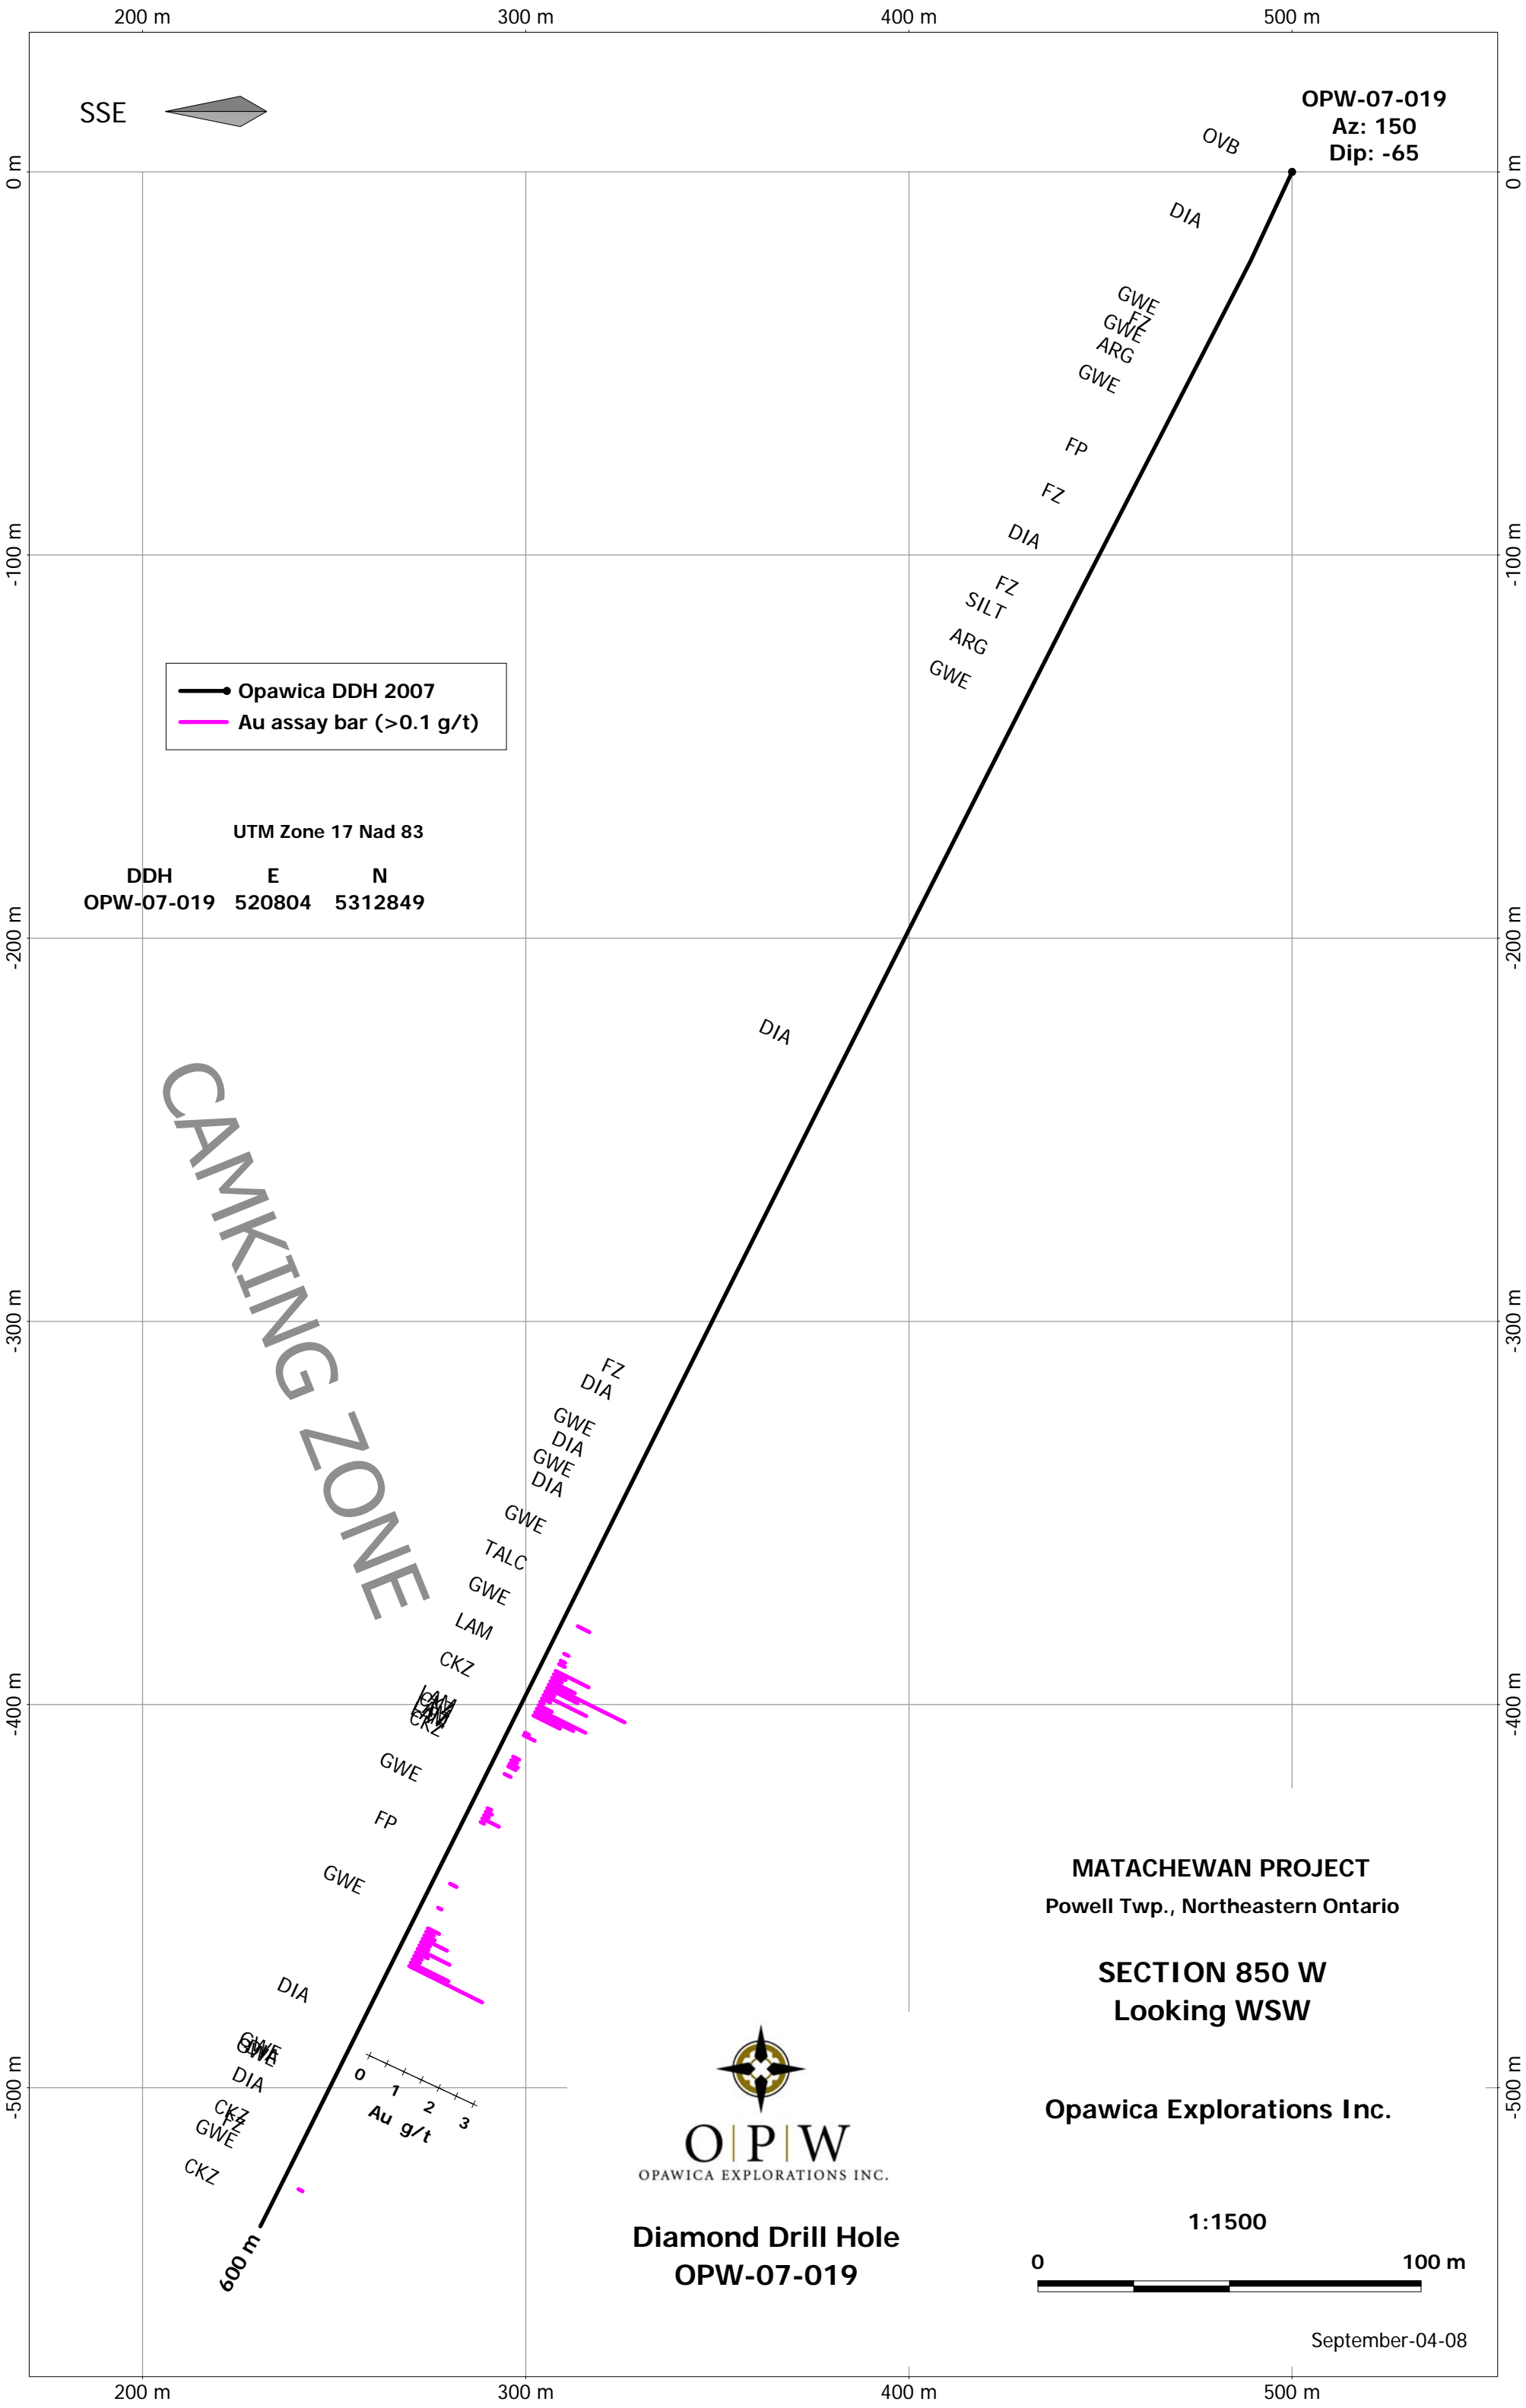 200 m
300 m
400 m
500 m
SSE
OPW-07-019
Az: 150
Dip: -65
OVB
0 m
0 m
DIA
GWE
FZ
GWE
ARG
GWE
FP
FZ
DIA
-100 m
-100 m
FZ
SILT
ARG
GWE
Opawica DDH 2007
Au assay bar (>0.1 g/t)
UTM Zone 17 Nad 83
DDH E N
OPW-07-019 520804 5312849
-200 m
-200 m
DIA
CAMKING ZONE
-300 m
-300 m
FZ
DIA
GWE
DIA
GWE
DIA
GWE
TALC
GWE
LAM
CKZ
LAM
CKZ
-400 m
-400 m
GWE
FP
GWE
DIA
GWE
DIA
-500 m
-500 m
CKZ
FZ
GWE
CKZ
600 m
0 1 2 3
Au g/t
MATACHEWAN PROJECT
Powell Twp., Northeastern Ontario
SECTION 850 W
Looking WSW
Opawica Explorations Inc.
O|P|W
OPAWICA EXPLORATIONS INC.
Diamond Drill Hole
OPW-07-019
1:1500
0 100 m
September-04-08
200 m
300 m
400 m
500 m